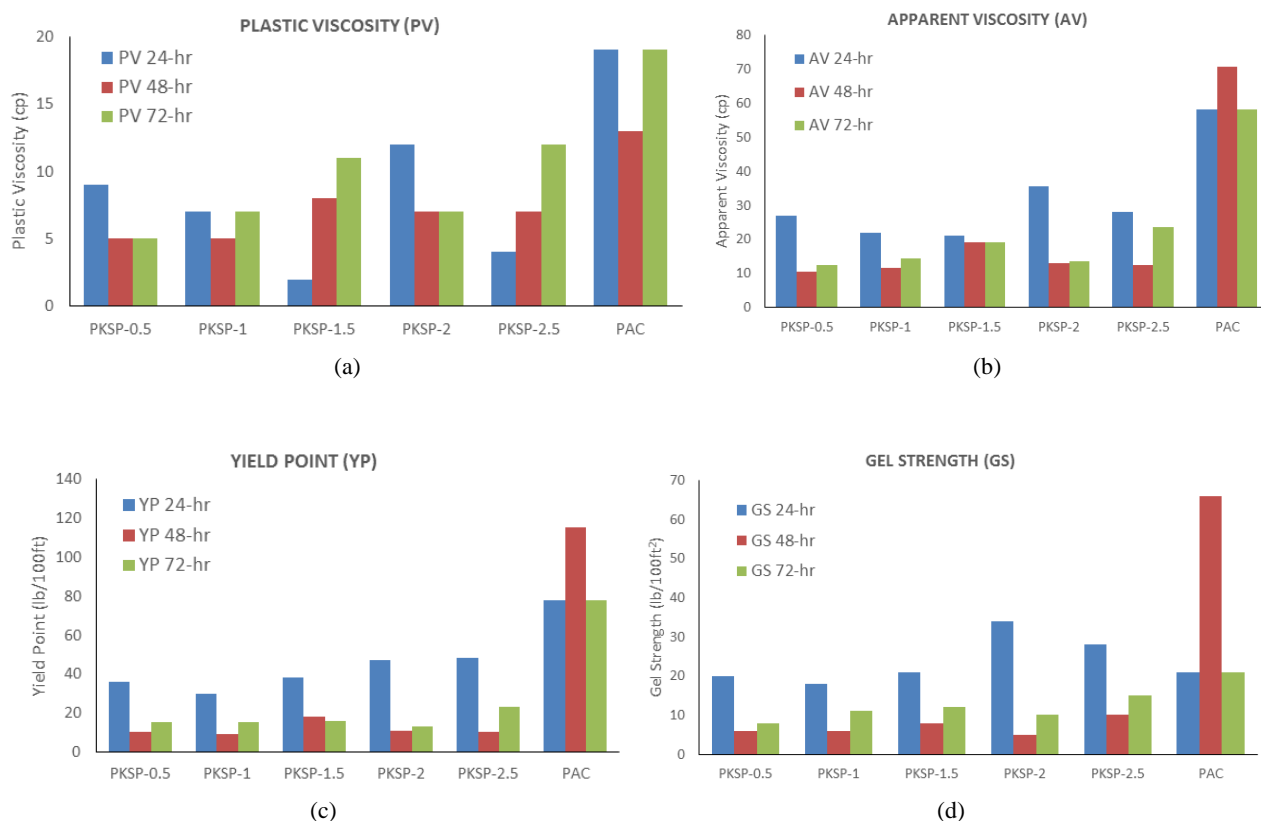 PLASTIC VISCOSITY (PV)
Plastic Viscosity (cp)
20
15
10
5
0
PV 24-hr
PV 48-hr
PV 72-hr
PKSP-0.5 PKSP-1 PKSP-1.5 PKSP-2 PKSP-2.5 PAC
(a)
APPARENT VISCOSITY (AV)
Apparent Viscosity (cp)
80
70
60
50
40
30
20
10
0
AV 24-hr
AV 48-hr
AV 72-hr
PKSP-0.5 PKSP-1 PKSP-1.5 PKSP-2 PKSP-2.5 PAC
(b)
YIELD POINT (YP)
Yield Point (lb/100ft)
140
120
100
80
60
40
20
0
YP 24-hr
YP 48-hr
YP 72-hr
PKSP-0.5 PKSP-1 PKSP-1.5 PKSP-2 PKSP-2.5 PAC
(c)
GEL STRENGTH (GS)
Gel Strength (lb/100ft²)
70
60
50
40
30
20
10
0
GS 24-hr
GS 48-hr
GS 72-hr
PKSP-0.5 PKSP-1 PKSP-1.5 PKSP-2 PKSP-2.5 PAC
(d)